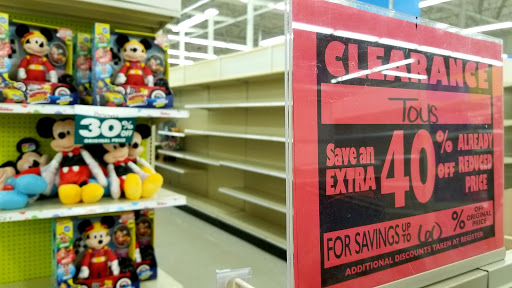 30% OFF
ORIGINAL PRICE
CLEARANCE
TOYS
Save an
EXTRA
40% OFF
ALREADY
REDUCED
PRICE
FOR SAVINGS UP TO 60 % OFF ORIGINAL PRICE
ADDITIONAL DISCOUNTS TAKEN AT REGISTER